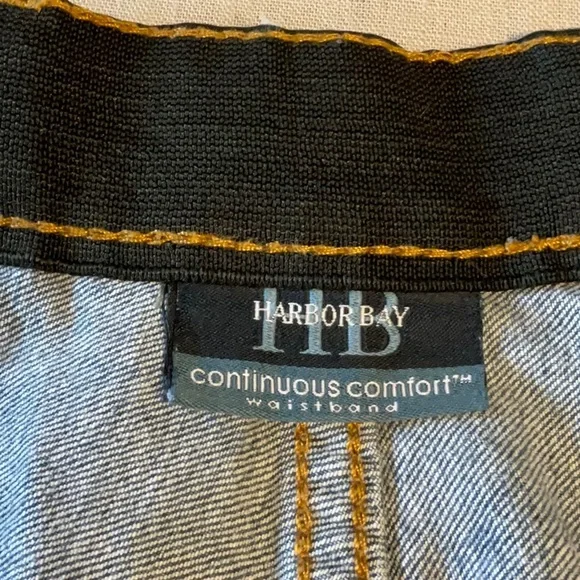 HB
HARBOR BAY
continuous comfort™
waistband